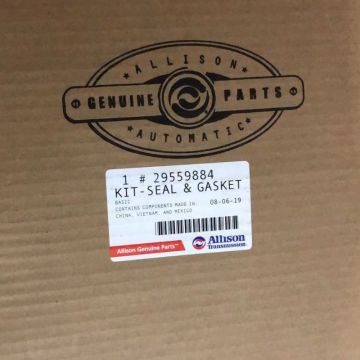 ALLISON
GENUINE PARTS
AUTOMATIC
1 # 29559884
KIT-SEAL & GASKET
BASIC 08-06-19
CONTAINS COMPONENTS MADE IN:
CHINA, VIETNAM, AND MEXICO
Allison Genuine Parts™ Allison
Transmission.